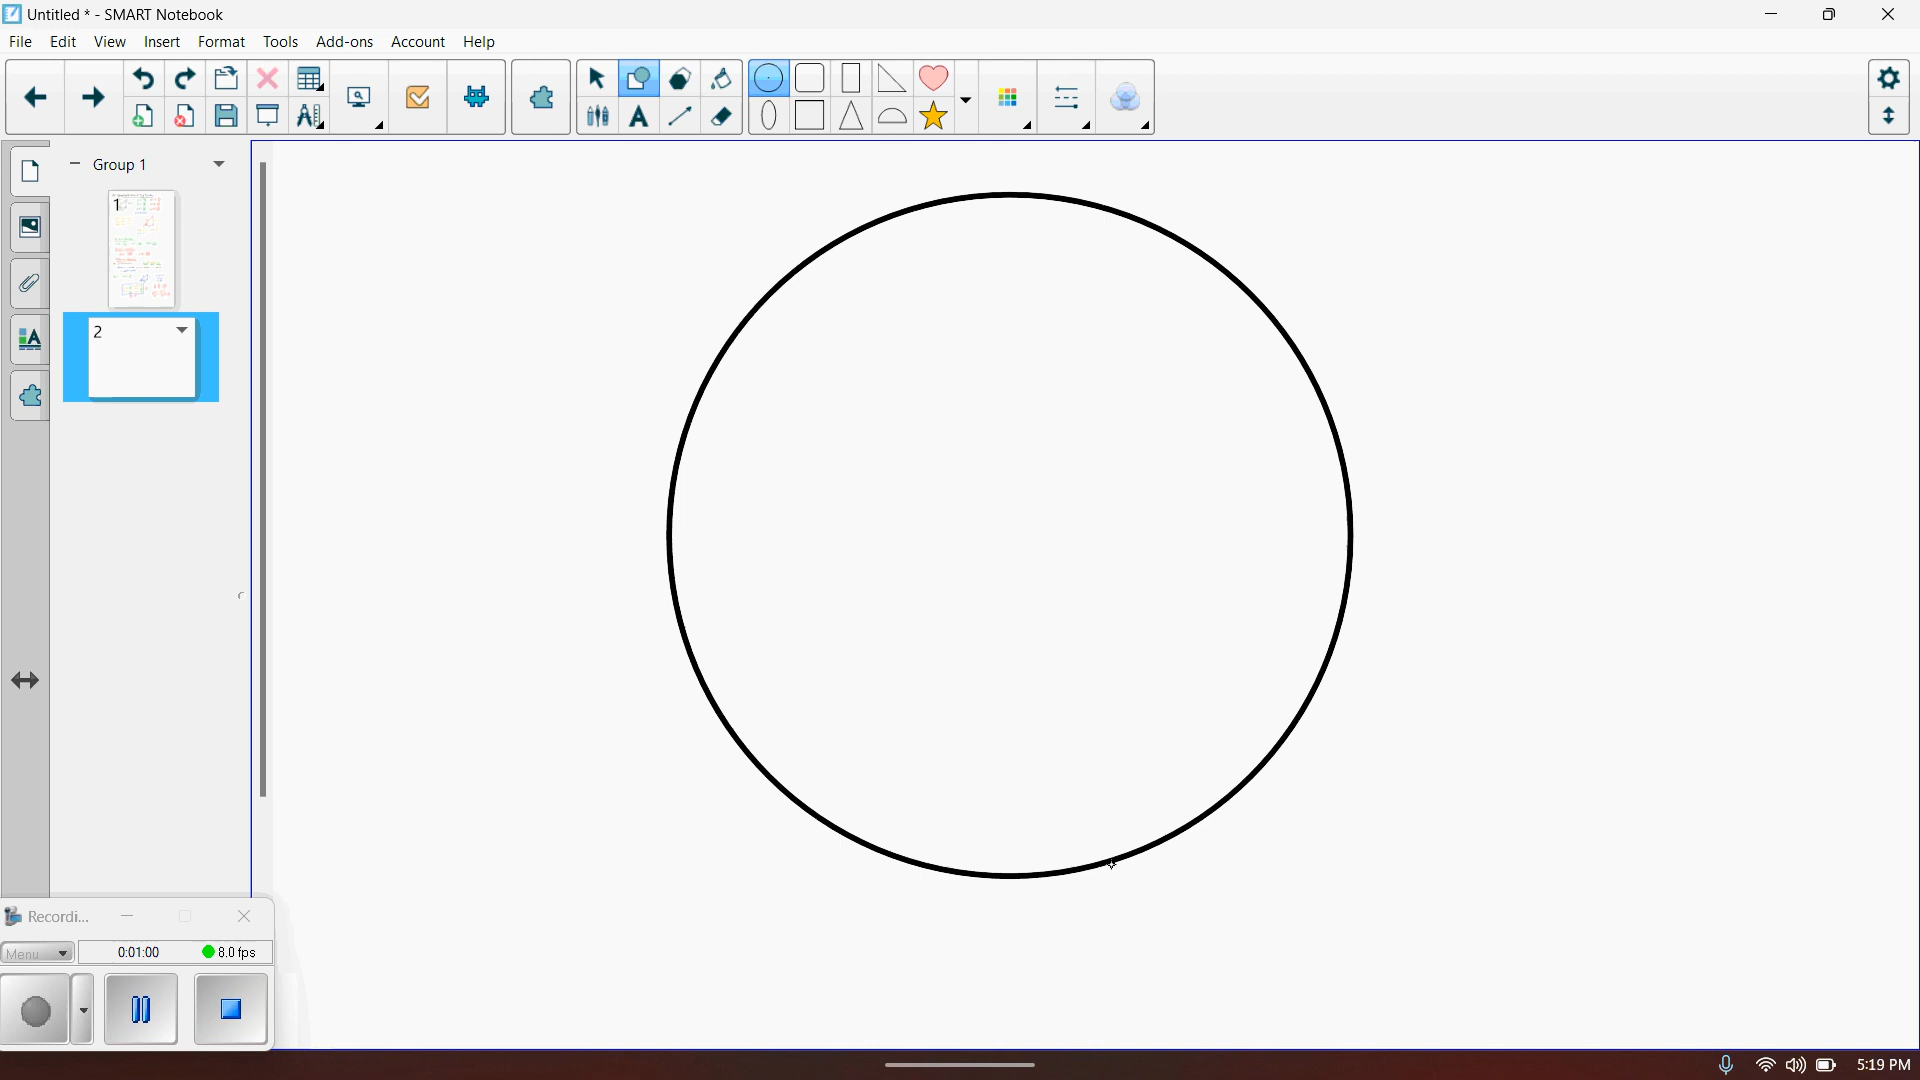 Untitled * - SMART Notebook
File Edit View Insert Format Tools Add-ons Account Help
Group 1
1
2
Recordi...
Menu 0:01:00 8.0 fps
5:19 PM